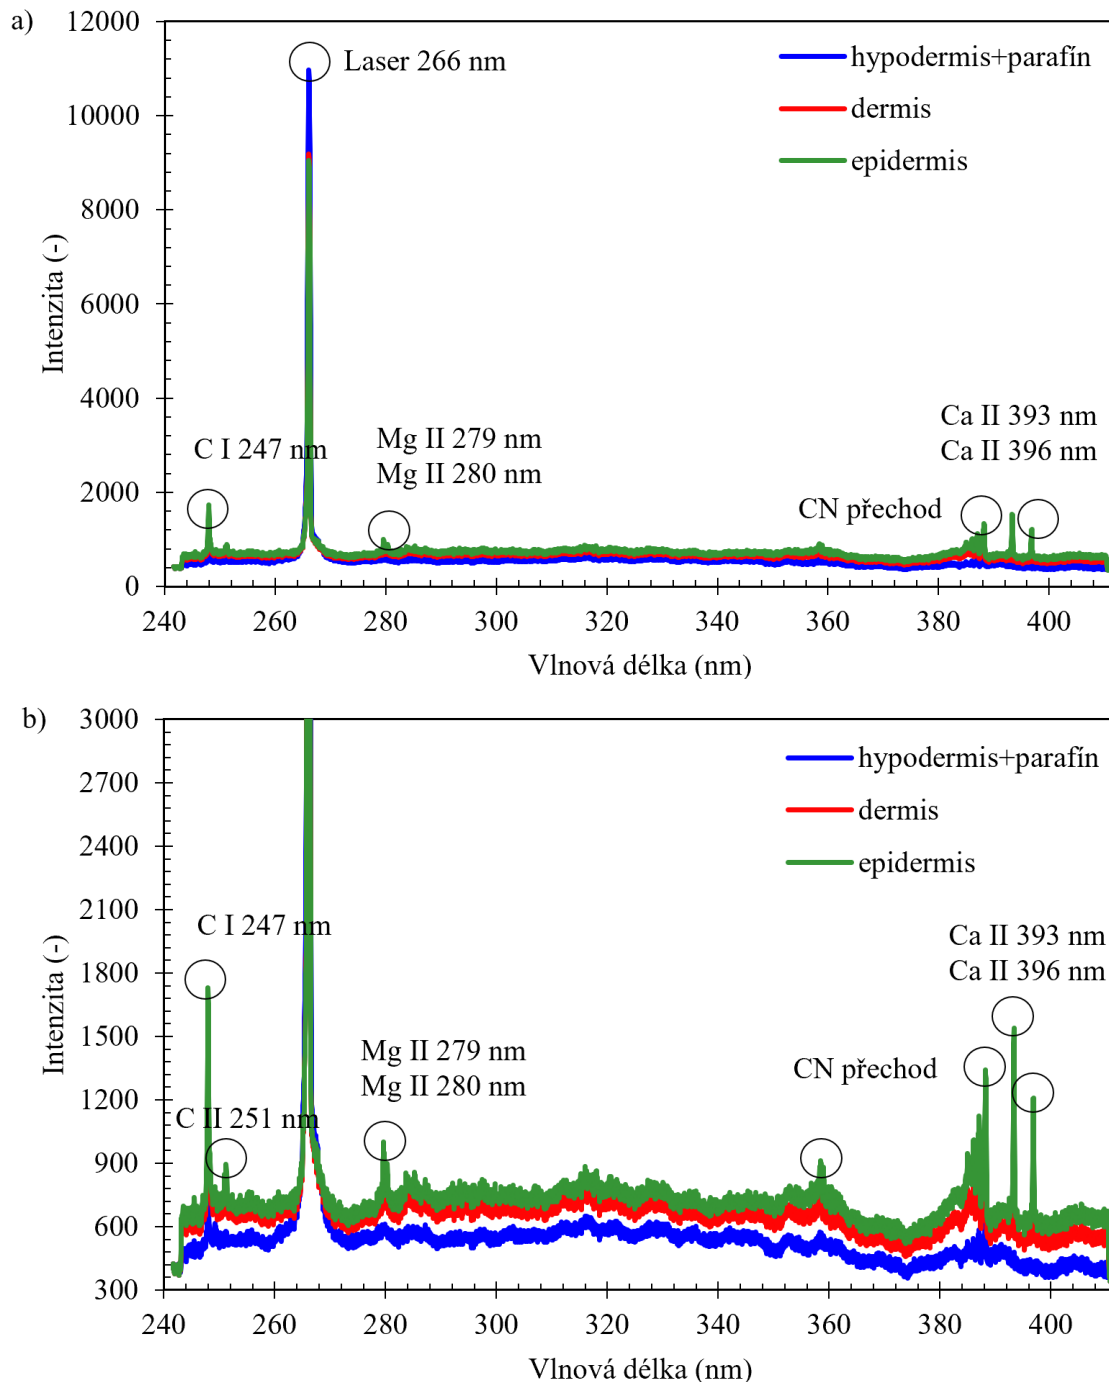 a)
12000
10000
8000
6000
4000
2000
0
Intenzita (-)
Laser 266 nm
hypodermis+parafín
dermis
epidermis
C I 247 nm
Mg II 279 nm
Mg II 280 nm
CN přechod
Ca II 393 nm
Ca II 396 nm
240 260 280 300 320 340 360 380 400
Vlnová délka (nm)
b)
3000
2700
2400
2100
1800
1500
1200
900
600
300
Intenzita (-)
hypodermis+parafín
dermis
epidermis
C I 247 nm
C II 251 nm
Mg II 279 nm
Mg II 280 nm
CN přechod
Ca II 393 nm
Ca II 396 nm
240 260 280 300 320 340 360 380 400
Vlnová délka (nm)